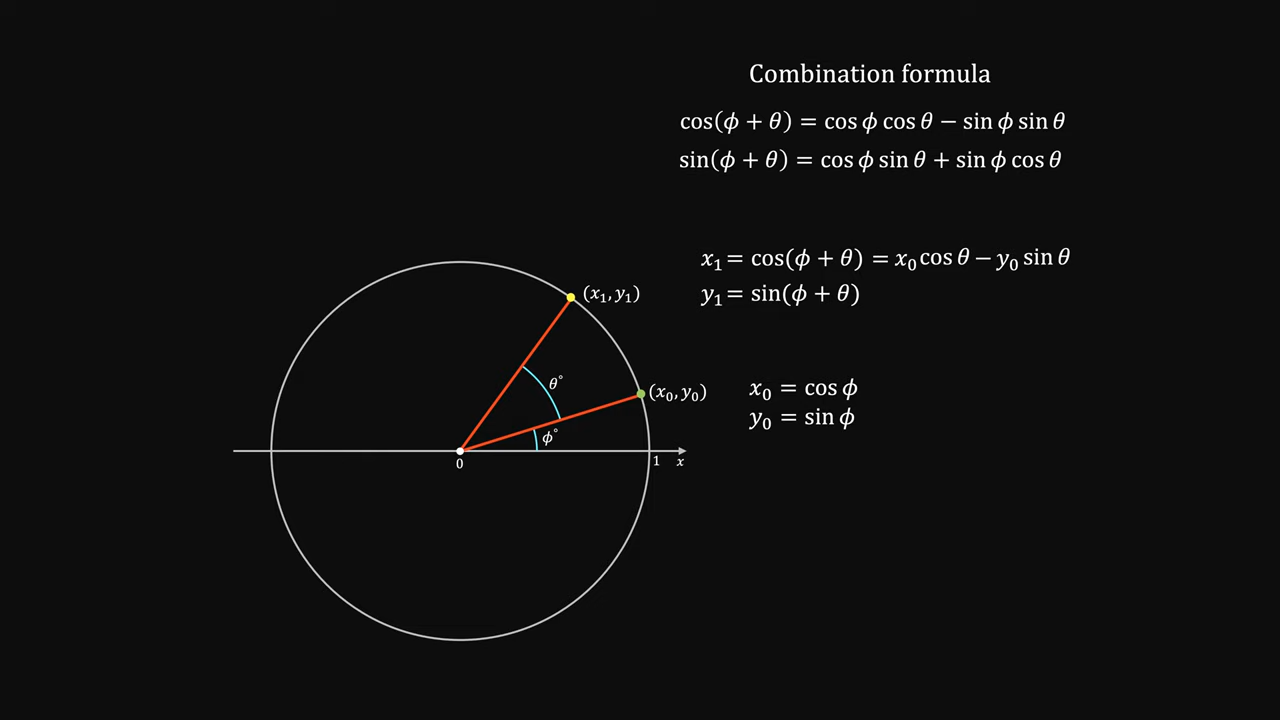 Combination formula
cos(ϕ + θ) = cos ϕ cos θ − sin ϕ sin θ
sin(ϕ + θ) = cos ϕ sin θ + sin ϕ cos θ
x₁ = cos(ϕ + θ) = x₀ cos θ − y₀ sin θ
y₁ = sin(ϕ + θ)
(x₁, y₁)
θ°
(x₀, y₀)
x₀ = cos ϕ
y₀ = sin ϕ
ϕ°
0
1
x